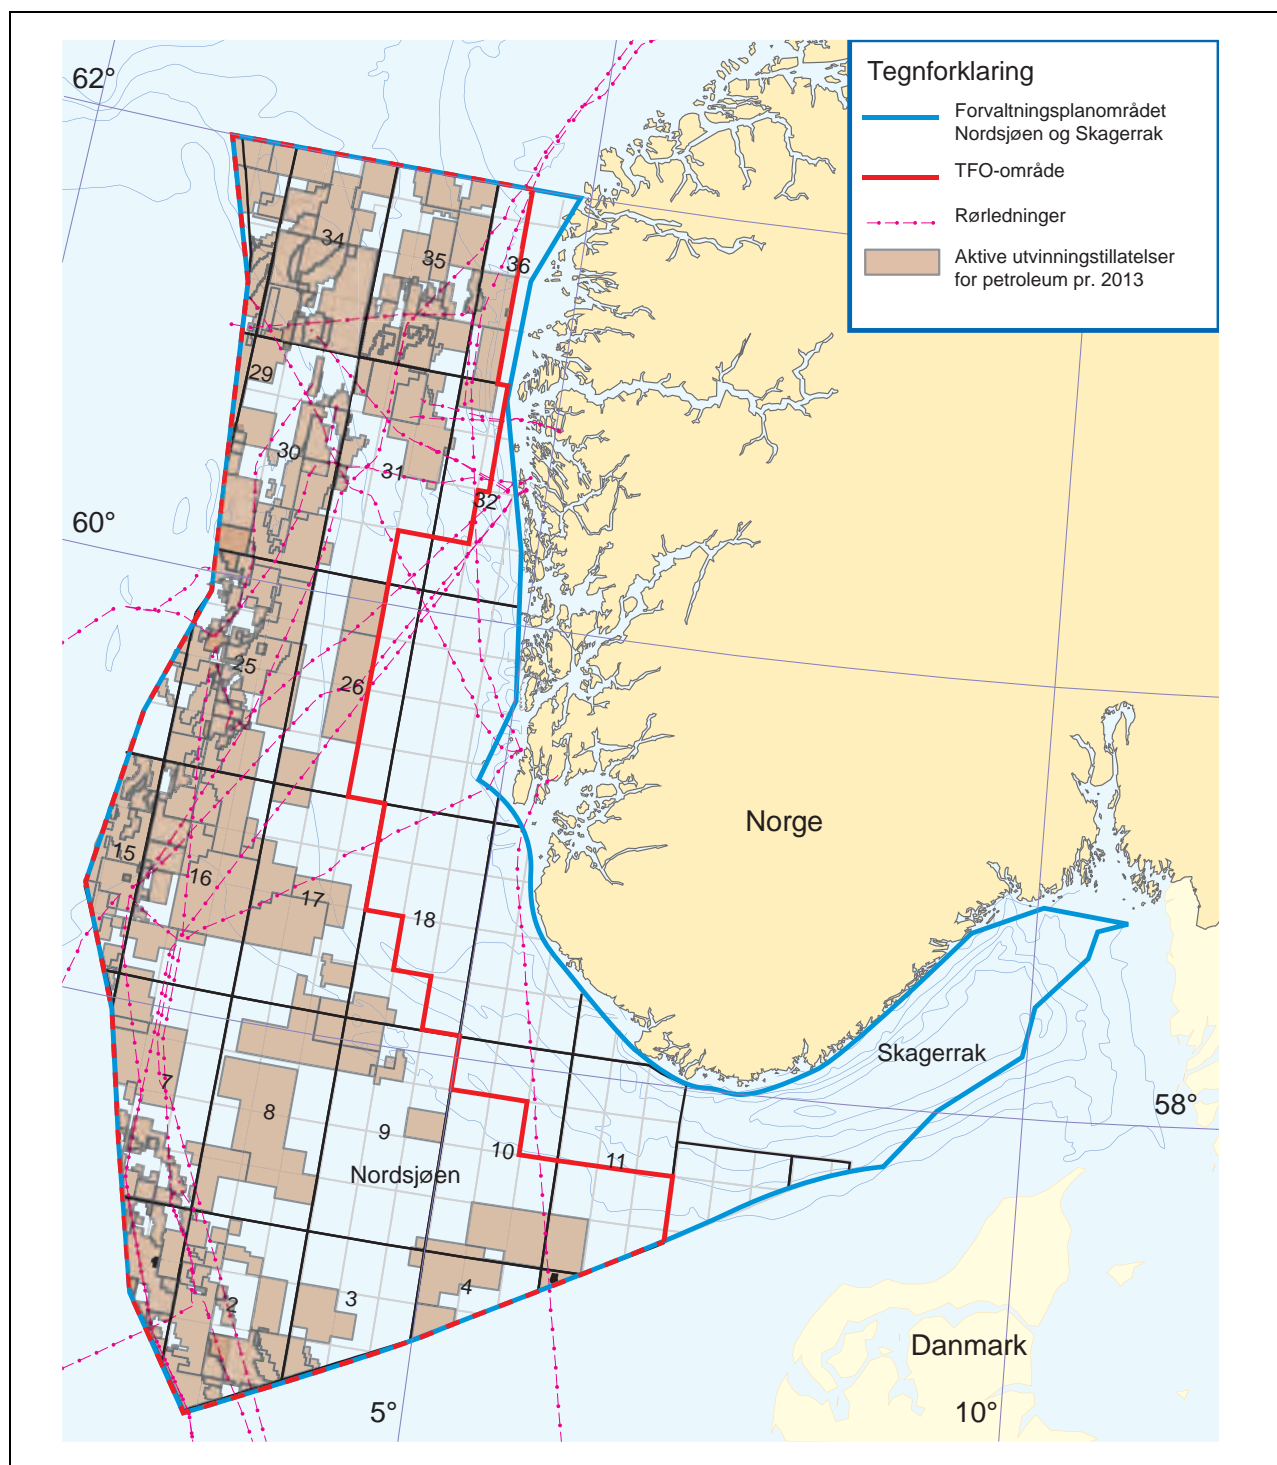 62°
Tegnforklaring
Forvaltningsplanområdet
Nordsjøen og Skagerrak
TFO-område
Rørledninger
Aktive utvinningstillatelser
for petroleum pr. 2013
34
35
36
29
30
31
32
60°
25
26
Norge
15
16
17
18
Skagerrak
7
8
9
10
11
58°
Nordsjøen
2
3
4
Danmark
5°
10°